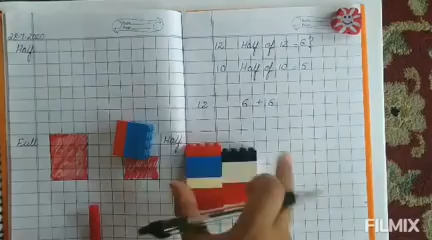 28-7-2020
Half
12 Half of 12 = 6
10 Half of 10 = 5
12 6 + 6
Full Half
FILMIX